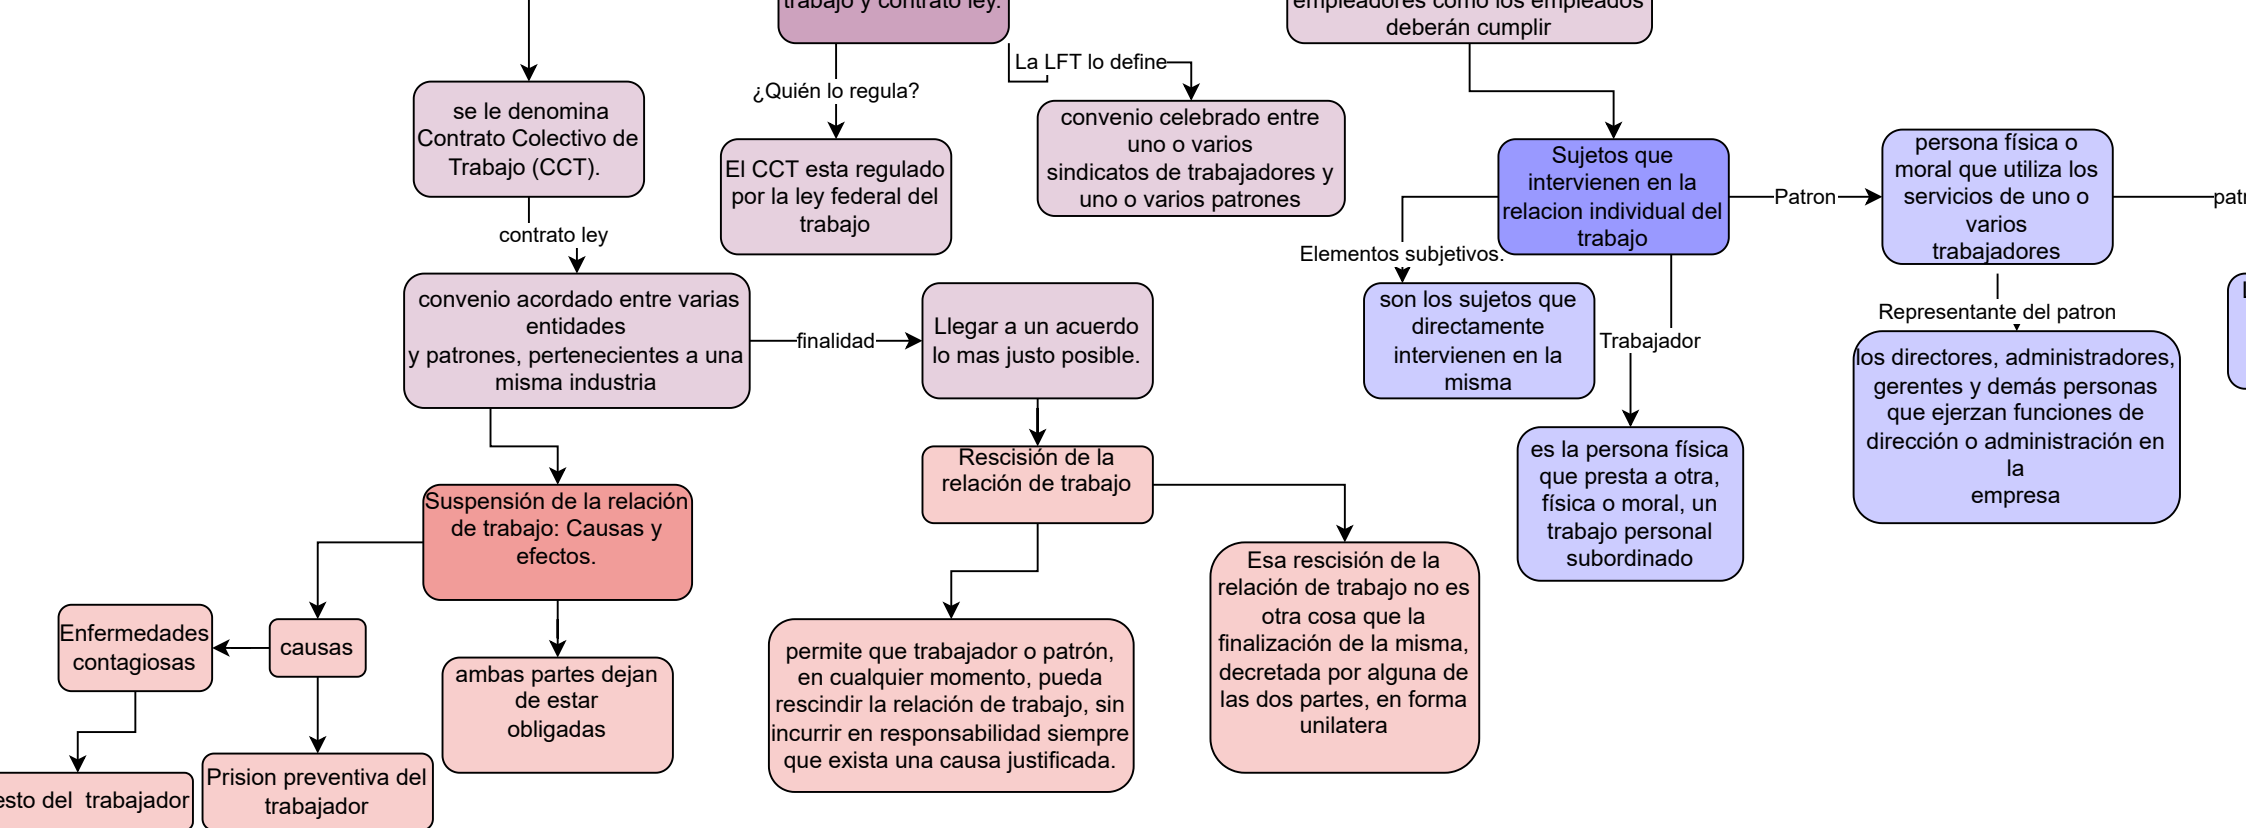 trabajo y contrato ley.
empleadores como los empleados
deberán cumplir
La LFT lo define
¿Quién lo regula?
se le denomina
Contrato Colectivo de
Trabajo (CCT).
convenio celebrado entre
uno o varios
sindicatos de trabajadores y
uno o varios patrones
El CCT esta regulado
por la ley federal del
trabajo
Sujetos que
intervienen en la
relacion individual del
trabajo
Patron
persona física o
moral que utiliza los
servicios de uno o
varios
trabajadores
contrato ley
Elementos subjetivos.
convenio acordado entre varias
entidades
y patrones, pertenecientes a una
misma industria
finalidad
Llegar a un acuerdo
lo mas justo posible.
son los sujetos que
directamente
intervienen en la
misma
Trabajador
Representante del patron
los directores, administradores,
gerentes y demás personas
que ejerzan funciones de
dirección o administración en
la
empresa
es la persona física
que presta a otra,
física o moral, un
trabajo personal
subordinado
Rescisión de la
relación de trabajo
Suspensión de la relación
de trabajo: Causas y
efectos.
Esa rescisión de la
relación de trabajo no es
otra cosa que la
finalización de la misma,
decretada por alguna de
las dos partes, en forma
unilatera
Enfermedades
contagiosas
causas
ambas partes dejan
de estar
obligadas
permite que trabajador o patrón,
en cualquier momento, pueda
rescindir la relación de trabajo, sin
incurrir en responsabilidad siempre
que exista una causa justificada.
del trabajador
Prision preventiva del
trabajador